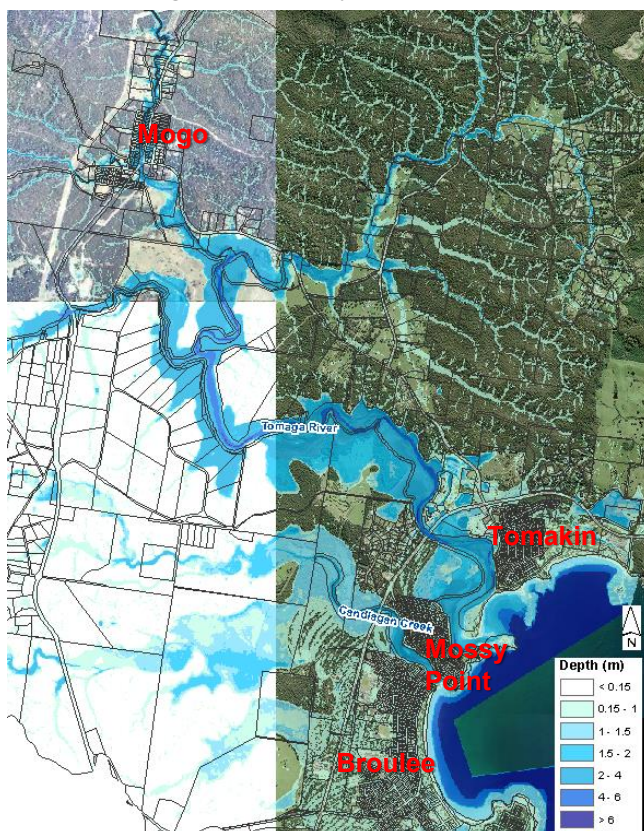 Mogo
Tomaga River
Tomakin
Candlagan Creek
Mossy
Point
Broulee
N
Depth (m)
< 0.15
0.15 - 1
1 - 1.5
1.5 - 2
2 - 4
4 - 6
> 6